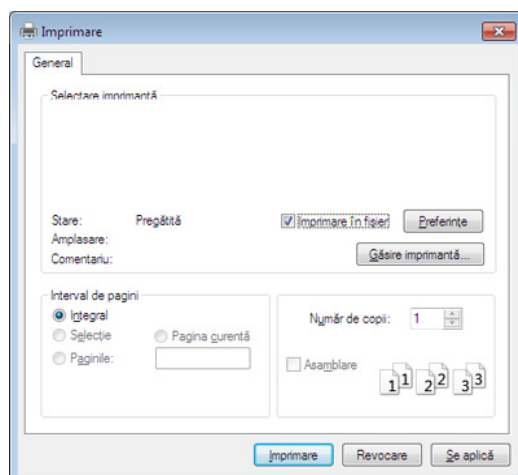 Imprimare
General
Selectare imprimantă
Stare: Pregătită
Imprimare în fișier
Preferințe
Amplasare:
Găsire imprimantă...
Comentariu:
Interval de pagini
Integral
Selecție
Pagina curentă
Paginile:
Număr de copii: 1
Asamblare
1 1 2 2 3 3
Imprimare
Revocare
Se aplică